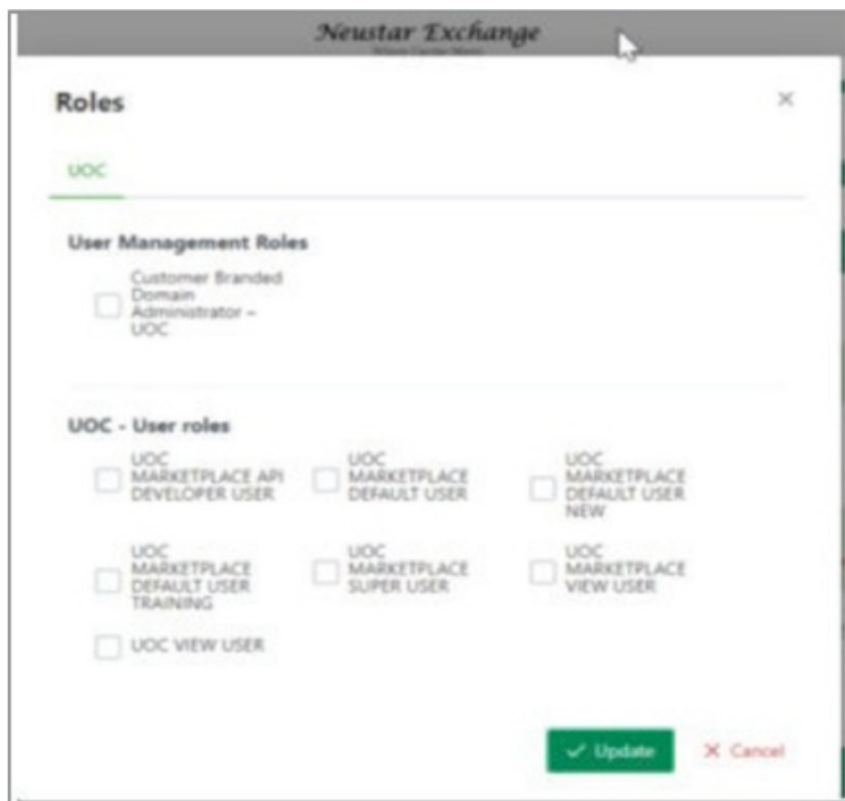 Neustar Exchange
Roles
UOC
User Management Roles
Customer Branded
Domain
Administrator –
UOC
UOC - User roles
UOC
MARKETPLACE API
DEVELOPER USER
UOC
MARKETPLACE
DEFAULT USER
UOC
MARKETPLACE
DEFAULT USER
NEW
UOC
MARKETPLACE
DEFAULT USER
TRAINING
UOC
MARKETPLACE
SUPER USER
UOC
MARKETPLACE
VIEW USER
UOC VIEW USER
Update
Cancel